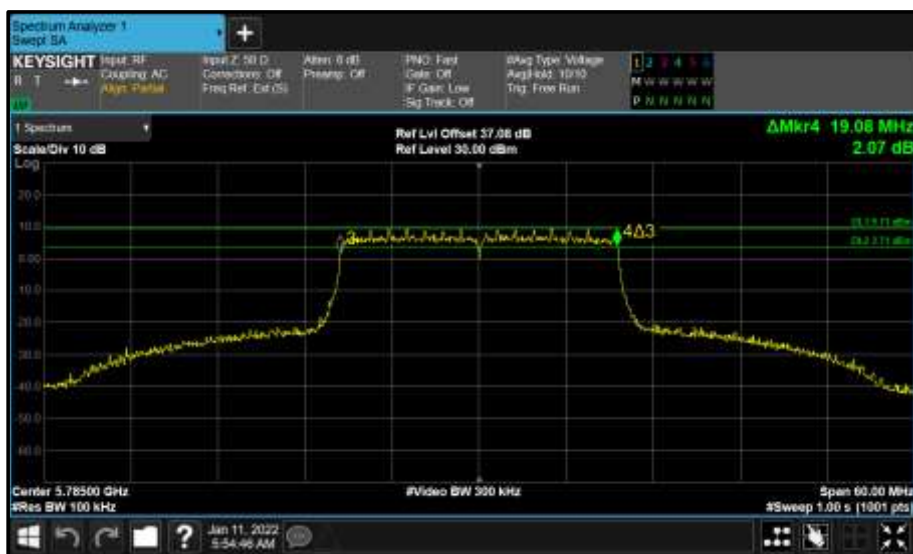 Spectrum Analyzer 1
Swept SA
+
KEYSIGHT
R T
Input: RF
Coupling: AC
Align: Partial
Input Z: 50 Ω
Corrections: Off
Freq Ref: Ext (S)
Atten: 6 dB
Preamp: Off
PNO: Fast
Gate: Off
IF Gain: Low
Sig Track: Off
#Avg Type: Voltage
Avg|Hold: 10/10
Trig: Free Run
1 2 3 4 5 6
M W W W W W
P N N N N N
1 Spectrum
Scale/Div 10 dB
Ref Lvl Offset 37.08 dB
Ref Level 30.00 dBm
ΔMkr4 19.08 MHz
2.07 dB
Log
20.0
10.0
0.00
-10.0
-20.0
-30.0
-40.0
-50.0
-60.0
3
4Δ3
Center 5.78500 GHz
#Res BW 100 kHz
#Video BW 300 kHz
Span 60.00 MHz
#Sweep 1.00 s (1001 pts)
?
Jan 11, 2022
5:54:46 AM